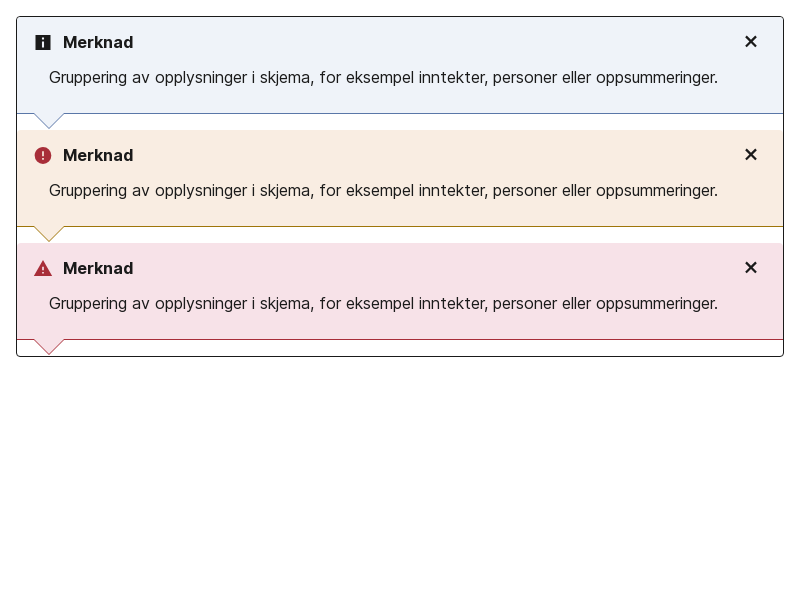 Merknad
Gruppering av opplysninger i skjema, for eksempel inntekter, personer eller oppsummeringer.
Merknad
Gruppering av opplysninger i skjema, for eksempel inntekter, personer eller oppsummeringer.
Merknad
Gruppering av opplysninger i skjema, for eksempel inntekter, personer eller oppsummeringer.